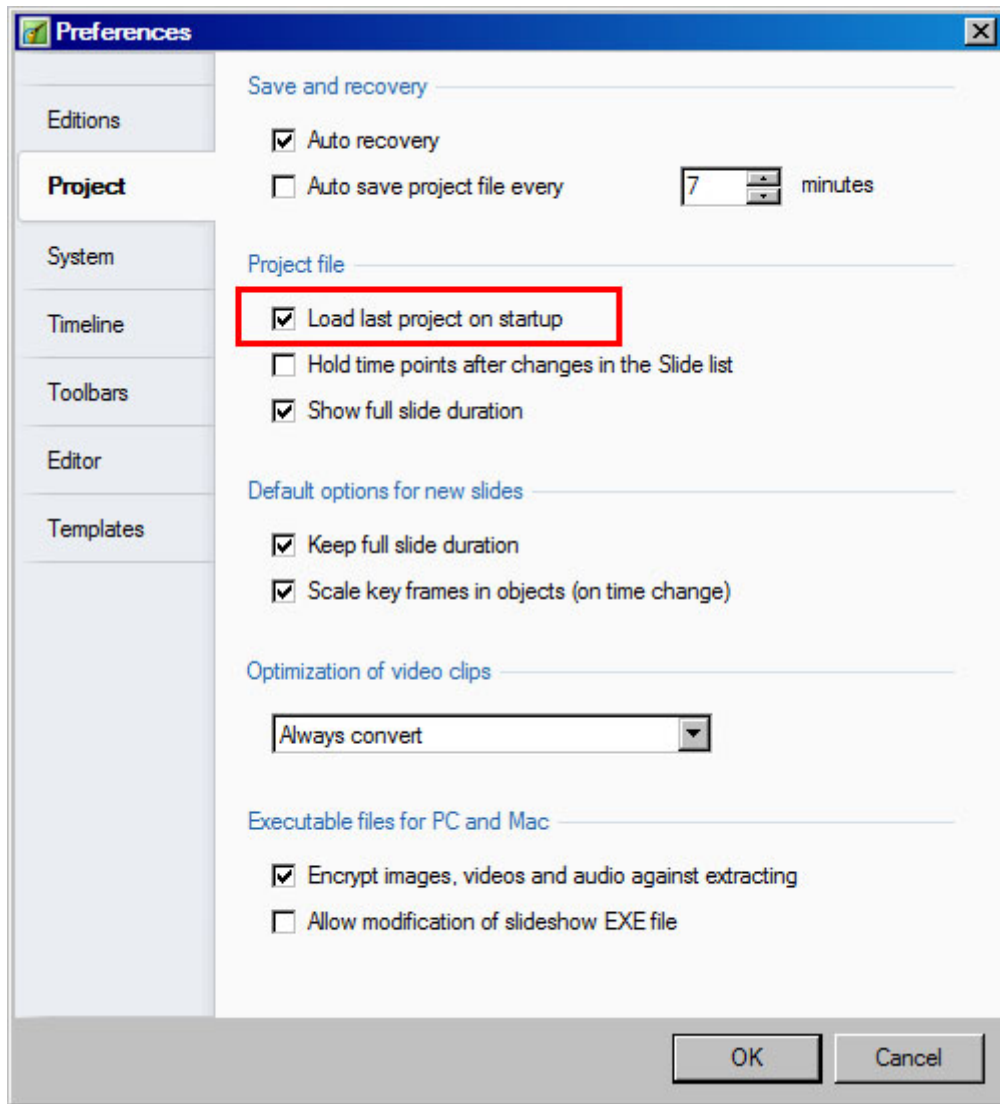 Preferences
Editions
Project
System
Timeline
Toolbars
Editor
Templates
Save and recovery
Auto recovery
Auto save project file every 7 minutes
Project file
Load last project on startup
Hold time points after changes in the Slide list
Show full slide duration
Default options for new slides
Keep full slide duration
Scale key frames in objects (on time change)
Optimization of video clips
Always convert
Executable files for PC and Mac
Encrypt images, videos and audio against extracting
Allow modification of slideshow EXE file
OK Cancel